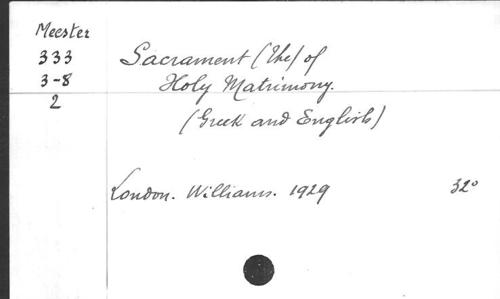 Meester
333
3-8
2
Sacrament (The) of
Holy Matrimony.
(Greek and English)
London. Williams. 1929 32°